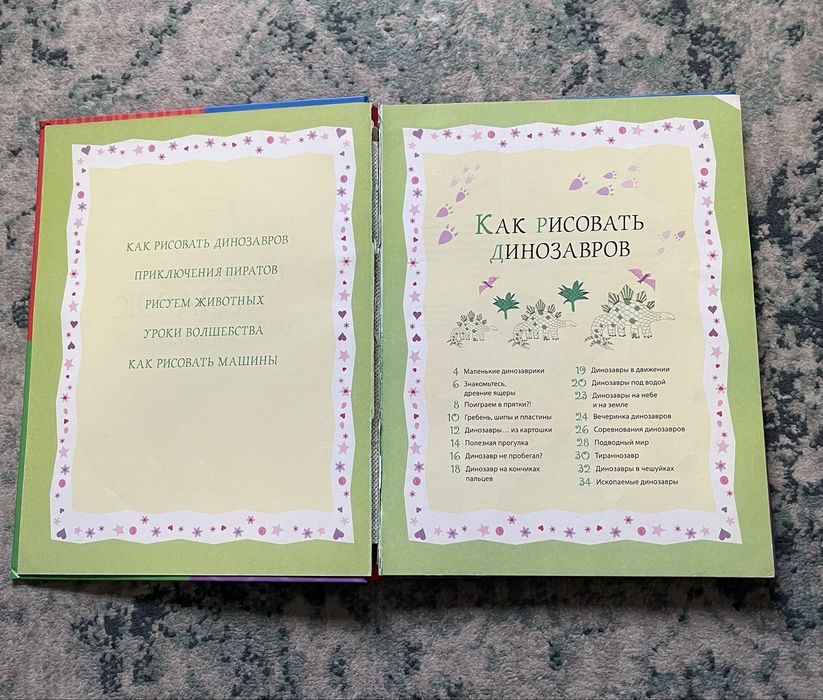 КАК РИСОВАТЬ ДИНОЗАВРОВ
ПРИКЛЮЧЕНИЯ ПИРАТОВ
РИСУЕМ ЖИВОТНЫХ
УРОКИ ВОЛШЕБСТВА
КАК РИСОВАТЬ МАШИНЫ
КАК РИСОВАТЬ
ДИНОЗАВРОВ
4 Маленькие динозаврики
6 Знакомьтесь,
древние ящеры
8 Поиграем в прятки?!
10 Гребень, шипы и пластины
12 Динозавры... из картошки
14 Полезная прогулка
16 Динозавр не пробегал?
18 Динозавр на кончиках
пальцев
19 Динозавры в движении
20 Динозавры под водой
23 Динозавры на небе
и на земле
24 Вечеринка динозавров
26 Соревнования динозавров
28 Подводный мир
30 Тираннозавр
32 Динозавры в чешуйках
34 Ископаемые динозавры